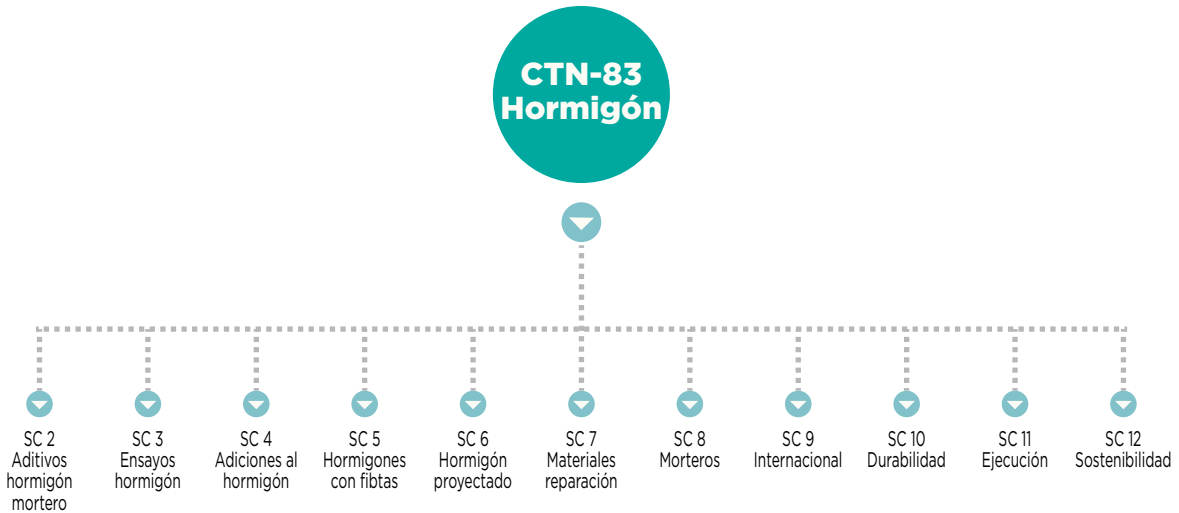 CTN-83
Hormigón
SC 2
Aditivos
hormigón
mortero
SC 3
Ensayos
hormigón
SC 4
Adiciones al
hormigón
SC 5
Hormigones
con fibtas
SC 6
Hormigón
proyectado
SC 7
Materiales
reparación
SC 8
Morteros
SC 9
Internacional
SC 10
Durabilidad
SC 11
Ejecución
SC 12
Sostenibilidad